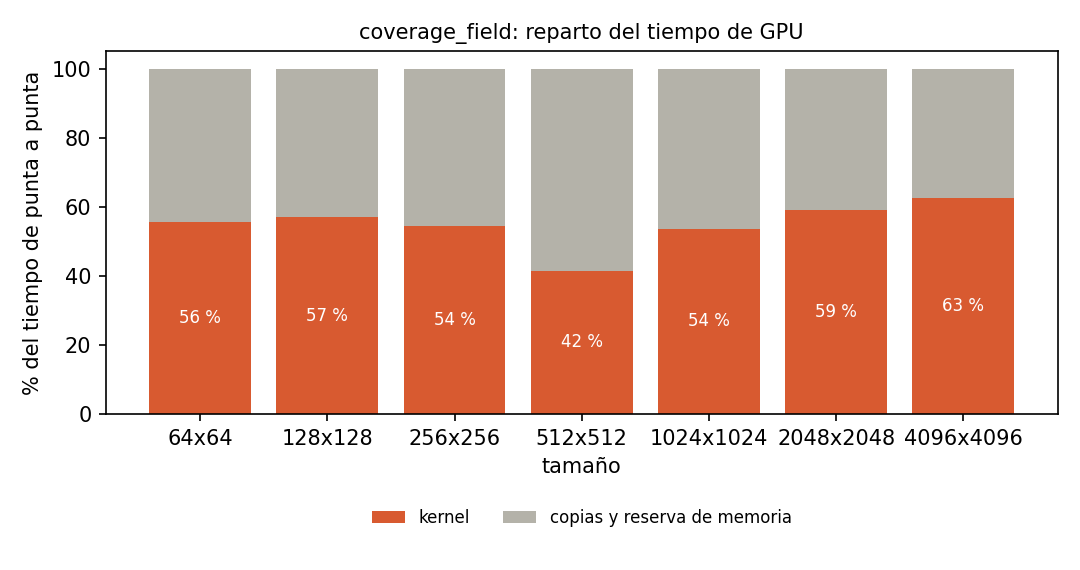 coverage_field: reparto del tiempo de GPU
% del tiempo de punta a punta
100
80
60
40
20
0
56 %
57 %
54 %
42 %
54 %
59 %
63 %
64x64 128x128 256x256 512x512 1024x1024 2048x2048 4096x4096
tamaño
kernel copias y reserva de memoria